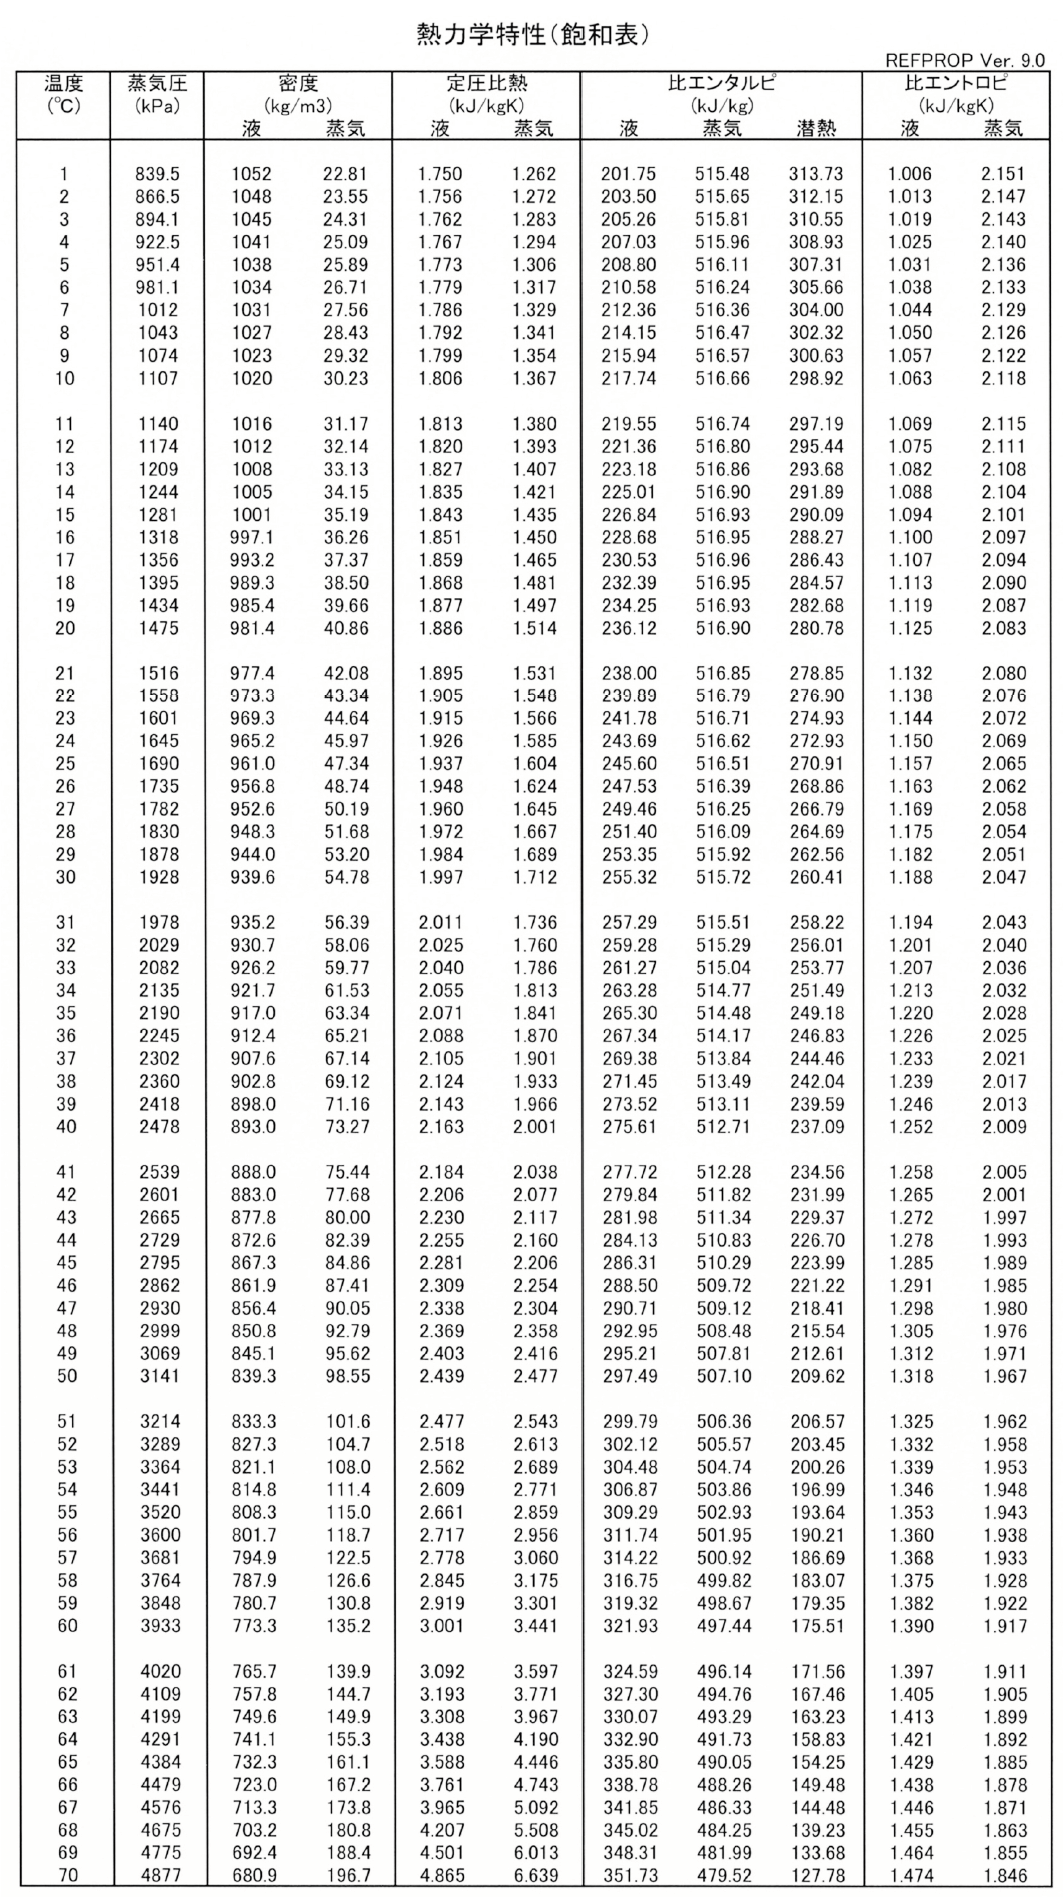 熱力学特性(飽和表)
REFPROP Ver. 9.0
温度 蒸気圧 密度 定圧比熱 比エンタルピ 比エントロピ
(℃) (kPa) (kg/m3) (kJ/kgK) (kJ/kg) (kJ/kgK)
液 蒸気 液 蒸気 液 蒸気 潜熱 液 蒸気
1 839.5 1052 22.81 1.750 1.262 201.75 515.48 313.73 1.006 2.151
2 866.5 1048 23.55 1.756 1.272 203.50 515.65 312.15 1.013 2.147
3 894.1 1045 24.31 1.762 1.283 205.26 515.81 310.55 1.019 2.143
4 922.5 1041 25.09 1.767 1.294 207.03 515.96 308.93 1.025 2.140
5 951.4 1038 25.89 1.773 1.306 208.80 516.11 307.31 1.031 2.136
6 981.1 1034 26.71 1.779 1.317 210.58 516.24 305.66 1.038 2.133
7 1012 1031 27.56 1.786 1.329 212.36 516.36 304.00 1.044 2.129
8 1043 1027 28.43 1.792 1.341 214.15 516.47 302.32 1.050 2.126
9 1074 1023 29.32 1.799 1.354 215.94 516.57 300.63 1.057 2.122
10 1107 1020 30.23 1.806 1.367 217.74 516.66 298.92 1.063 2.118
11 1140 1016 31.17 1.813 1.380 219.55 516.74 297.19 1.069 2.115
12 1174 1012 32.14 1.820 1.393 221.36 516.80 295.44 1.075 2.111
13 1209 1008 33.13 1.827 1.407 223.18 516.86 293.68 1.082 2.108
14 1244 1005 34.15 1.835 1.421 225.01 516.90 291.89 1.088 2.104
15 1281 1001 35.19 1.843 1.435 226.84 516.93 290.09 1.094 2.101
16 1318 997.1 36.26 1.851 1.450 228.68 516.95 288.27 1.100 2.097
17 1356 993.2 37.37 1.859 1.465 230.53 516.96 286.43 1.107 2.094
18 1395 989.3 38.50 1.868 1.481 232.39 516.95 284.57 1.113 2.090
19 1434 985.4 39.66 1.877 1.497 234.25 516.93 282.68 1.119 2.087
20 1475 981.4 40.86 1.886 1.514 236.12 516.90 280.78 1.125 2.083
21 1516 977.4 42.08 1.895 1.531 238.00 516.85 278.85 1.132 2.080
22 1558 973.3 43.34 1.905 1.548 239.89 516.79 276.90 1.138 2.076
23 1601 969.3 44.64 1.915 1.566 241.78 516.71 274.93 1.144 2.072
24 1645 965.2 45.97 1.926 1.585 243.69 516.62 272.93 1.150 2.069
25 1690 961.0 47.34 1.937 1.604 245.60 516.51 270.91 1.157 2.065
26 1735 956.8 48.74 1.948 1.624 247.53 516.39 268.86 1.163 2.062
27 1782 952.6 50.19 1.960 1.645 249.46 516.25 266.79 1.169 2.058
28 1830 948.3 51.68 1.972 1.667 251.40 516.09 264.69 1.175 2.054
29 1878 944.0 53.20 1.984 1.689 253.35 515.92 262.56 1.182 2.051
30 1928 939.6 54.78 1.997 1.712 255.32 515.72 260.41 1.188 2.047
31 1978 935.2 56.39 2.011 1.736 257.29 515.51 258.22 1.194 2.043
32 2029 930.7 58.06 2.025 1.760 259.28 515.29 256.01 1.201 2.040
33 2082 926.2 59.77 2.040 1.786 261.27 515.04 253.77 1.207 2.036
34 2135 921.7 61.53 2.055 1.813 263.28 514.77 251.49 1.213 2.032
35 2190 917.0 63.34 2.071 1.841 265.30 514.48 249.18 1.220 2.028
36 2245 912.4 65.21 2.088 1.870 267.34 514.17 246.83 1.226 2.025
37 2302 907.6 67.14 2.105 1.901 269.38 513.84 244.46 1.233 2.021
38 2360 902.8 69.12 2.124 1.933 271.45 513.49 242.04 1.239 2.017
39 2418 898.0 71.16 2.143 1.966 273.52 513.11 239.59 1.246 2.013
40 2478 893.0 73.27 2.163 2.001 275.61 512.71 237.09 1.252 2.009
41 2539 888.0 75.44 2.184 2.038 277.72 512.28 234.56 1.258 2.005
42 2601 883.0 77.68 2.206 2.077 279.84 511.82 231.99 1.265 2.001
43 2665 877.8 80.00 2.230 2.117 281.98 511.34 229.37 1.272 1.997
44 2729 872.6 82.39 2.255 2.160 284.13 510.83 226.70 1.278 1.993
45 2795 867.3 84.86 2.281 2.206 286.31 510.29 223.99 1.285 1.989
46 2862 861.9 87.41 2.309 2.254 288.50 509.72 221.22 1.291 1.985
47 2930 856.4 90.05 2.338 2.304 290.71 509.12 218.41 1.298 1.980
48 2999 850.8 92.79 2.369 2.358 292.95 508.48 215.54 1.305 1.976
49 3069 845.1 95.62 2.403 2.416 295.21 507.81 212.61 1.312 1.971
50 3141 839.3 98.55 2.439 2.477 297.49 507.10 209.62 1.318 1.967
51 3214 833.3 101.6 2.477 2.543 299.79 506.36 206.57 1.325 1.962
52 3289 827.3 104.7 2.518 2.613 302.12 505.57 203.45 1.332 1.958
53 3364 821.1 108.0 2.562 2.689 304.48 504.74 200.26 1.339 1.953
54 3441 814.8 111.4 2.609 2.771 306.87 503.86 196.99 1.346 1.948
55 3520 808.3 115.0 2.661 2.859 309.29 502.93 193.64 1.353 1.943
56 3600 801.7 118.7 2.717 2.956 311.74 501.95 190.21 1.360 1.938
57 3681 794.9 122.5 2.778 3.060 314.22 500.92 186.69 1.368 1.933
58 3764 787.9 126.6 2.845 3.175 316.75 499.82 183.07 1.375 1.928
59 3848 780.7 130.8 2.919 3.301 319.32 498.67 179.35 1.382 1.922
60 3933 773.3 135.2 3.001 3.441 321.93 497.44 175.51 1.390 1.917
61 4020 765.7 139.9 3.092 3.597 324.59 496.14 171.56 1.397 1.911
62 4109 757.8 144.7 3.193 3.771 327.30 494.76 167.46 1.405 1.905
63 4199 749.6 149.9 3.308 3.967 330.07 493.29 163.23 1.413 1.899
64 4291 741.1 155.3 3.438 4.190 332.90 491.73 158.83 1.421 1.892
65 4384 732.3 161.1 3.588 4.446 335.80 490.05 154.25 1.429 1.885
66 4479 723.0 167.2 3.761 4.743 338.78 488.26 149.48 1.438 1.878
67 4576 713.3 173.8 3.965 5.092 341.85 486.33 144.48 1.446 1.871
68 4675 703.2 180.8 4.207 5.508 345.02 484.25 139.23 1.455 1.863
69 4775 692.4 188.4 4.501 6.013 348.31 481.99 133.68 1.464 1.855
70 4877 680.9 196.7 4.865 6.639 351.73 479.52 127.78 1.474 1.846